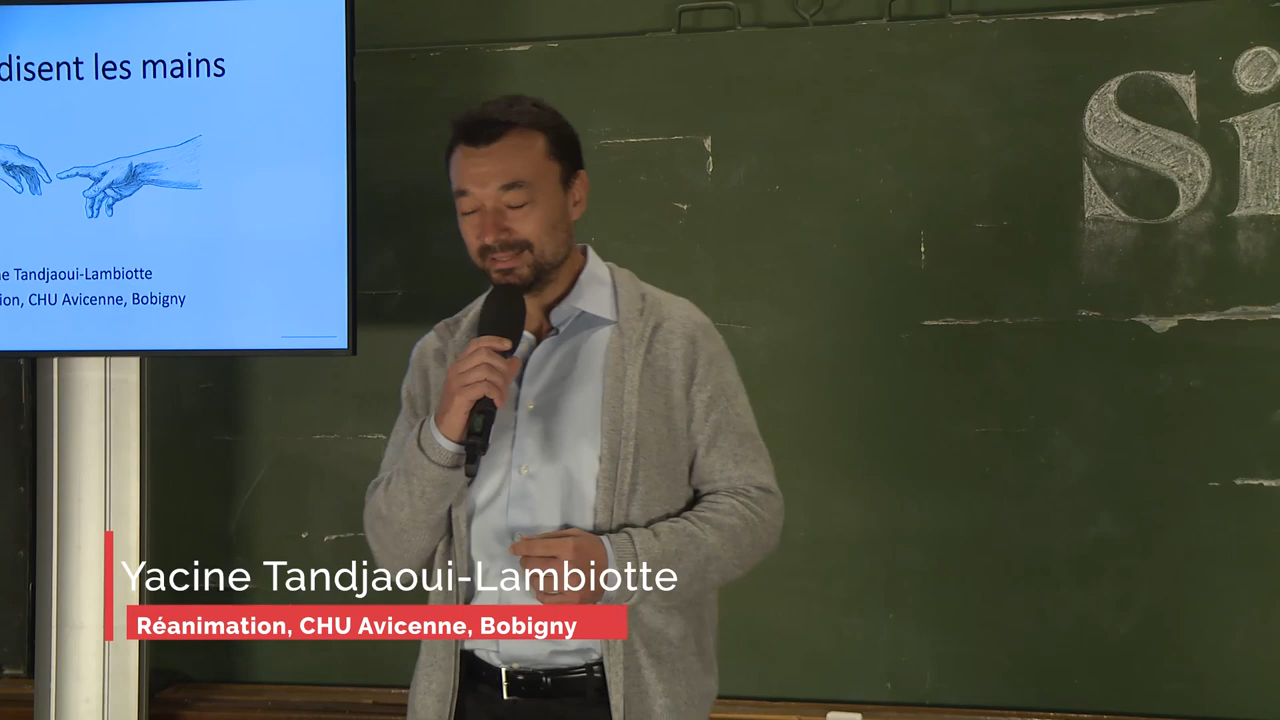 disent les mains
ne Tandjaoui-Lambiotte
ion, CHU Avicenne, Bobigny
Si
Yacine Tandjaoui-Lambiotte
Réanimation, CHU Avicenne, Bobigny